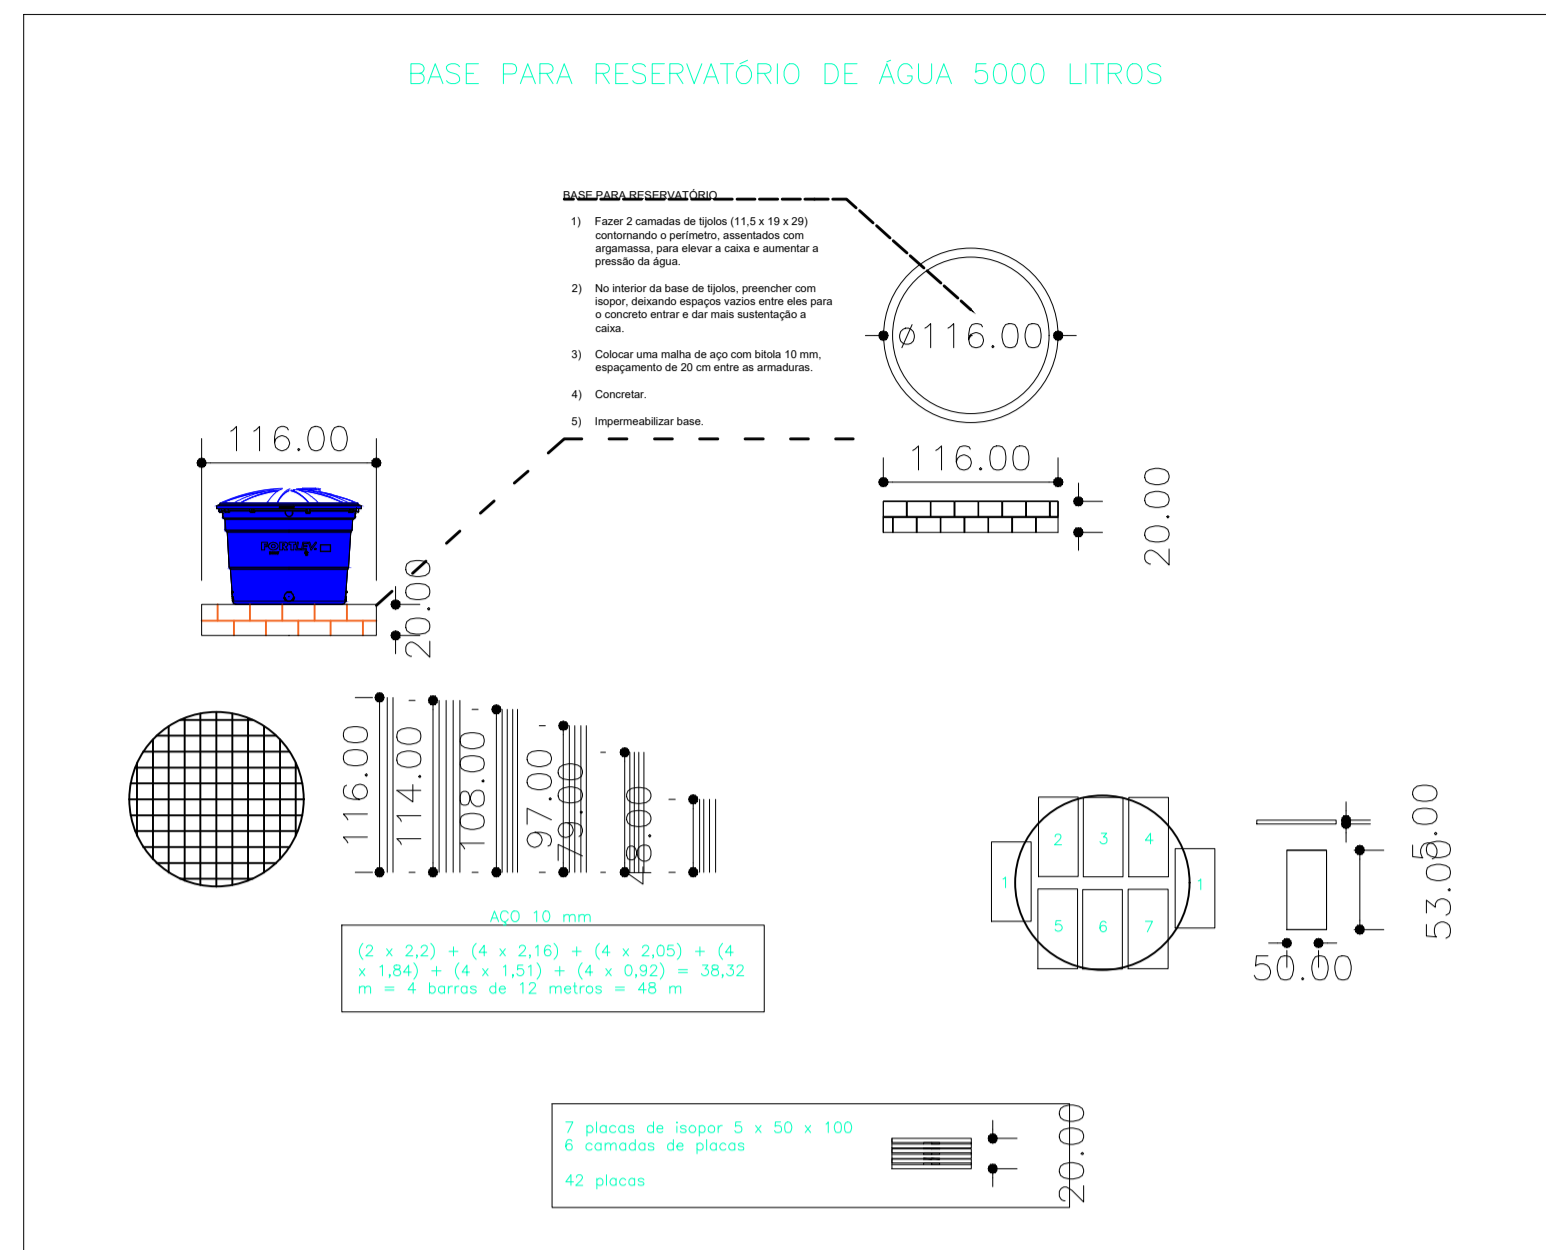 BASE PARA RESERVATÓRIO DE ÁGUA 5000 LITROS
BASE PARA RESERVATÓRIO
1) Fazer 2 camadas de tijolos (11,5 x 19 x 29)
contornando o perímetro, assentados com
argamassa, para elevar a caixa e aumentar a
pressão da água.
2) No interior da base de tijolos, preencher com
isopor, deixando espaços vazios entre eles para
o concreto entrar e dar mais sustentação a
caixa.
3) Colocar uma malha de aço com bitola 10 mm,
espaçamento de 20 cm entre as armaduras.
4) Concretar.
5) Impermeabilizar base.
ø116.00
116.00
20.00
116.00
20.00
116.00
114.00
108.00
97.00
79.00
48.00
AÇO 10 mm
(2 x 2,2) + (4 x 2,16) + (4 x 2,05) + (4
x 1,84) + (4 x 1,51) + (4 x 0,92) = 38,32
m = 4 barras de 12 metros = 48 m
2 3 4
1 1
5 6 7
5.00
53.00
50.00
7 placas de isopor 5 x 50 x 100
6 camadas de placas
42 placas
20.00